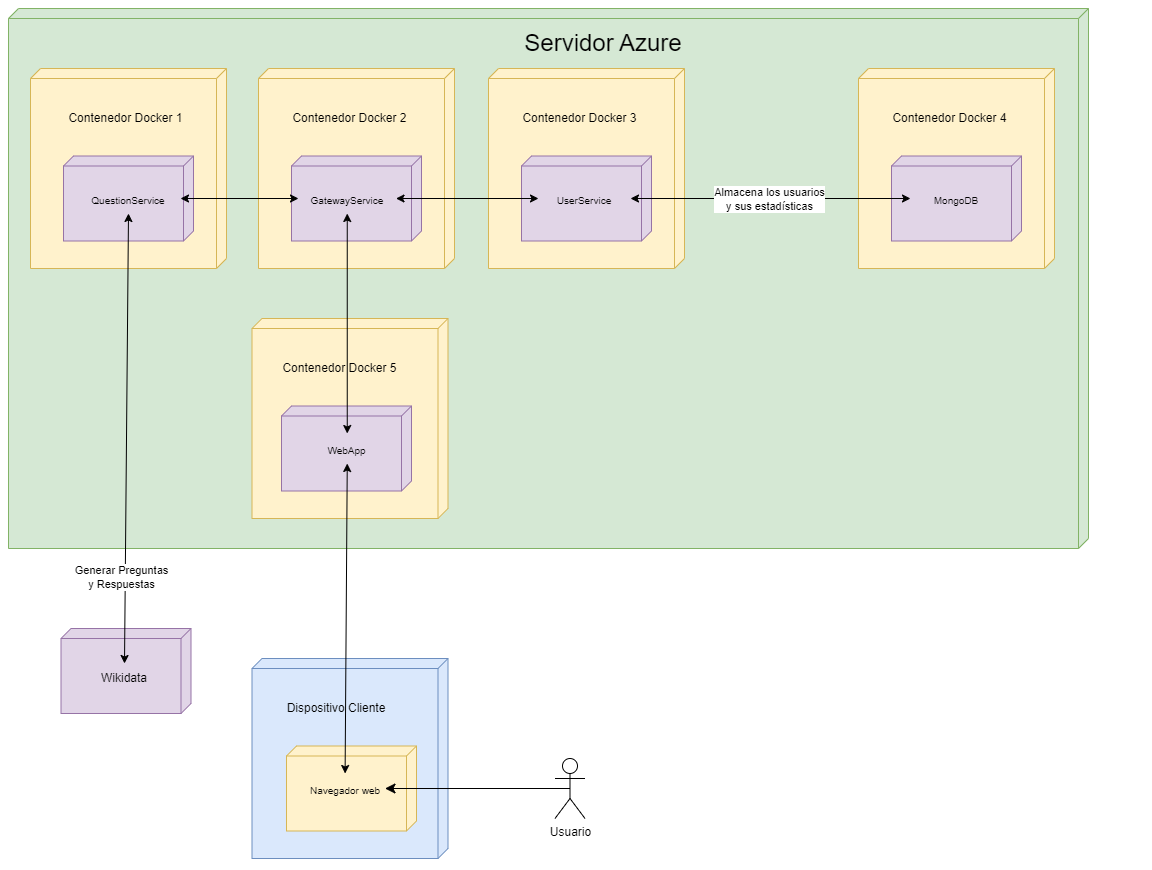 Servidor Azure
Contenedor Docker 1
Contenedor Docker 2
Contenedor Docker 3
Contenedor Docker 4
QuestionService
GatewayService
UserService
Almacena los usuarios
y sus estadísticas
MongoDB
Contenedor Docker 5
WebApp
Generar Preguntas
y Respuestas
Wikidata
Dispositivo Cliente
Navegador web
Usuario